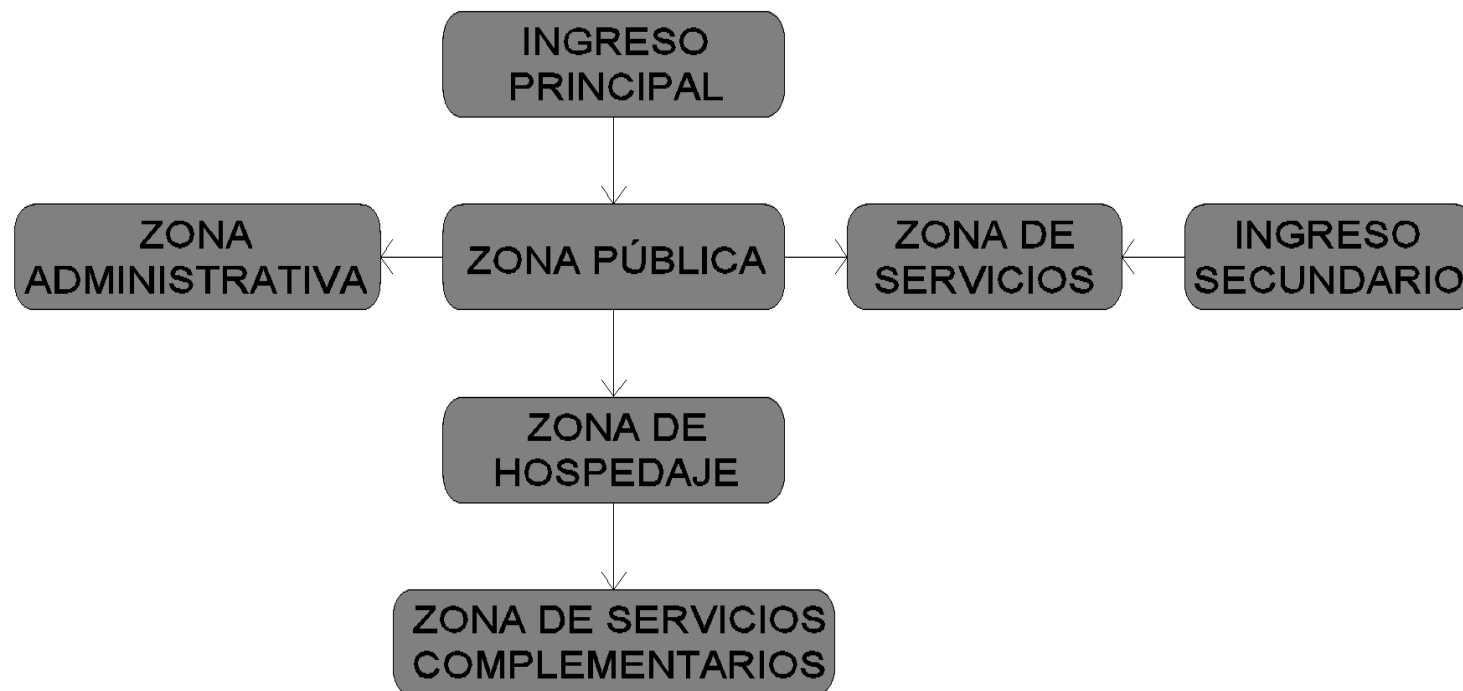 INGRESO
PRINCIPAL
ZONA
ADMINISTRATIVA
ZONA PÚBLICA
ZONA DE
SERVICIOS
INGRESO
SECUNDARIO
ZONA DE
HOSPEDAJE
ZONA DE SERVICIOS
COMPLEMENTARIOS